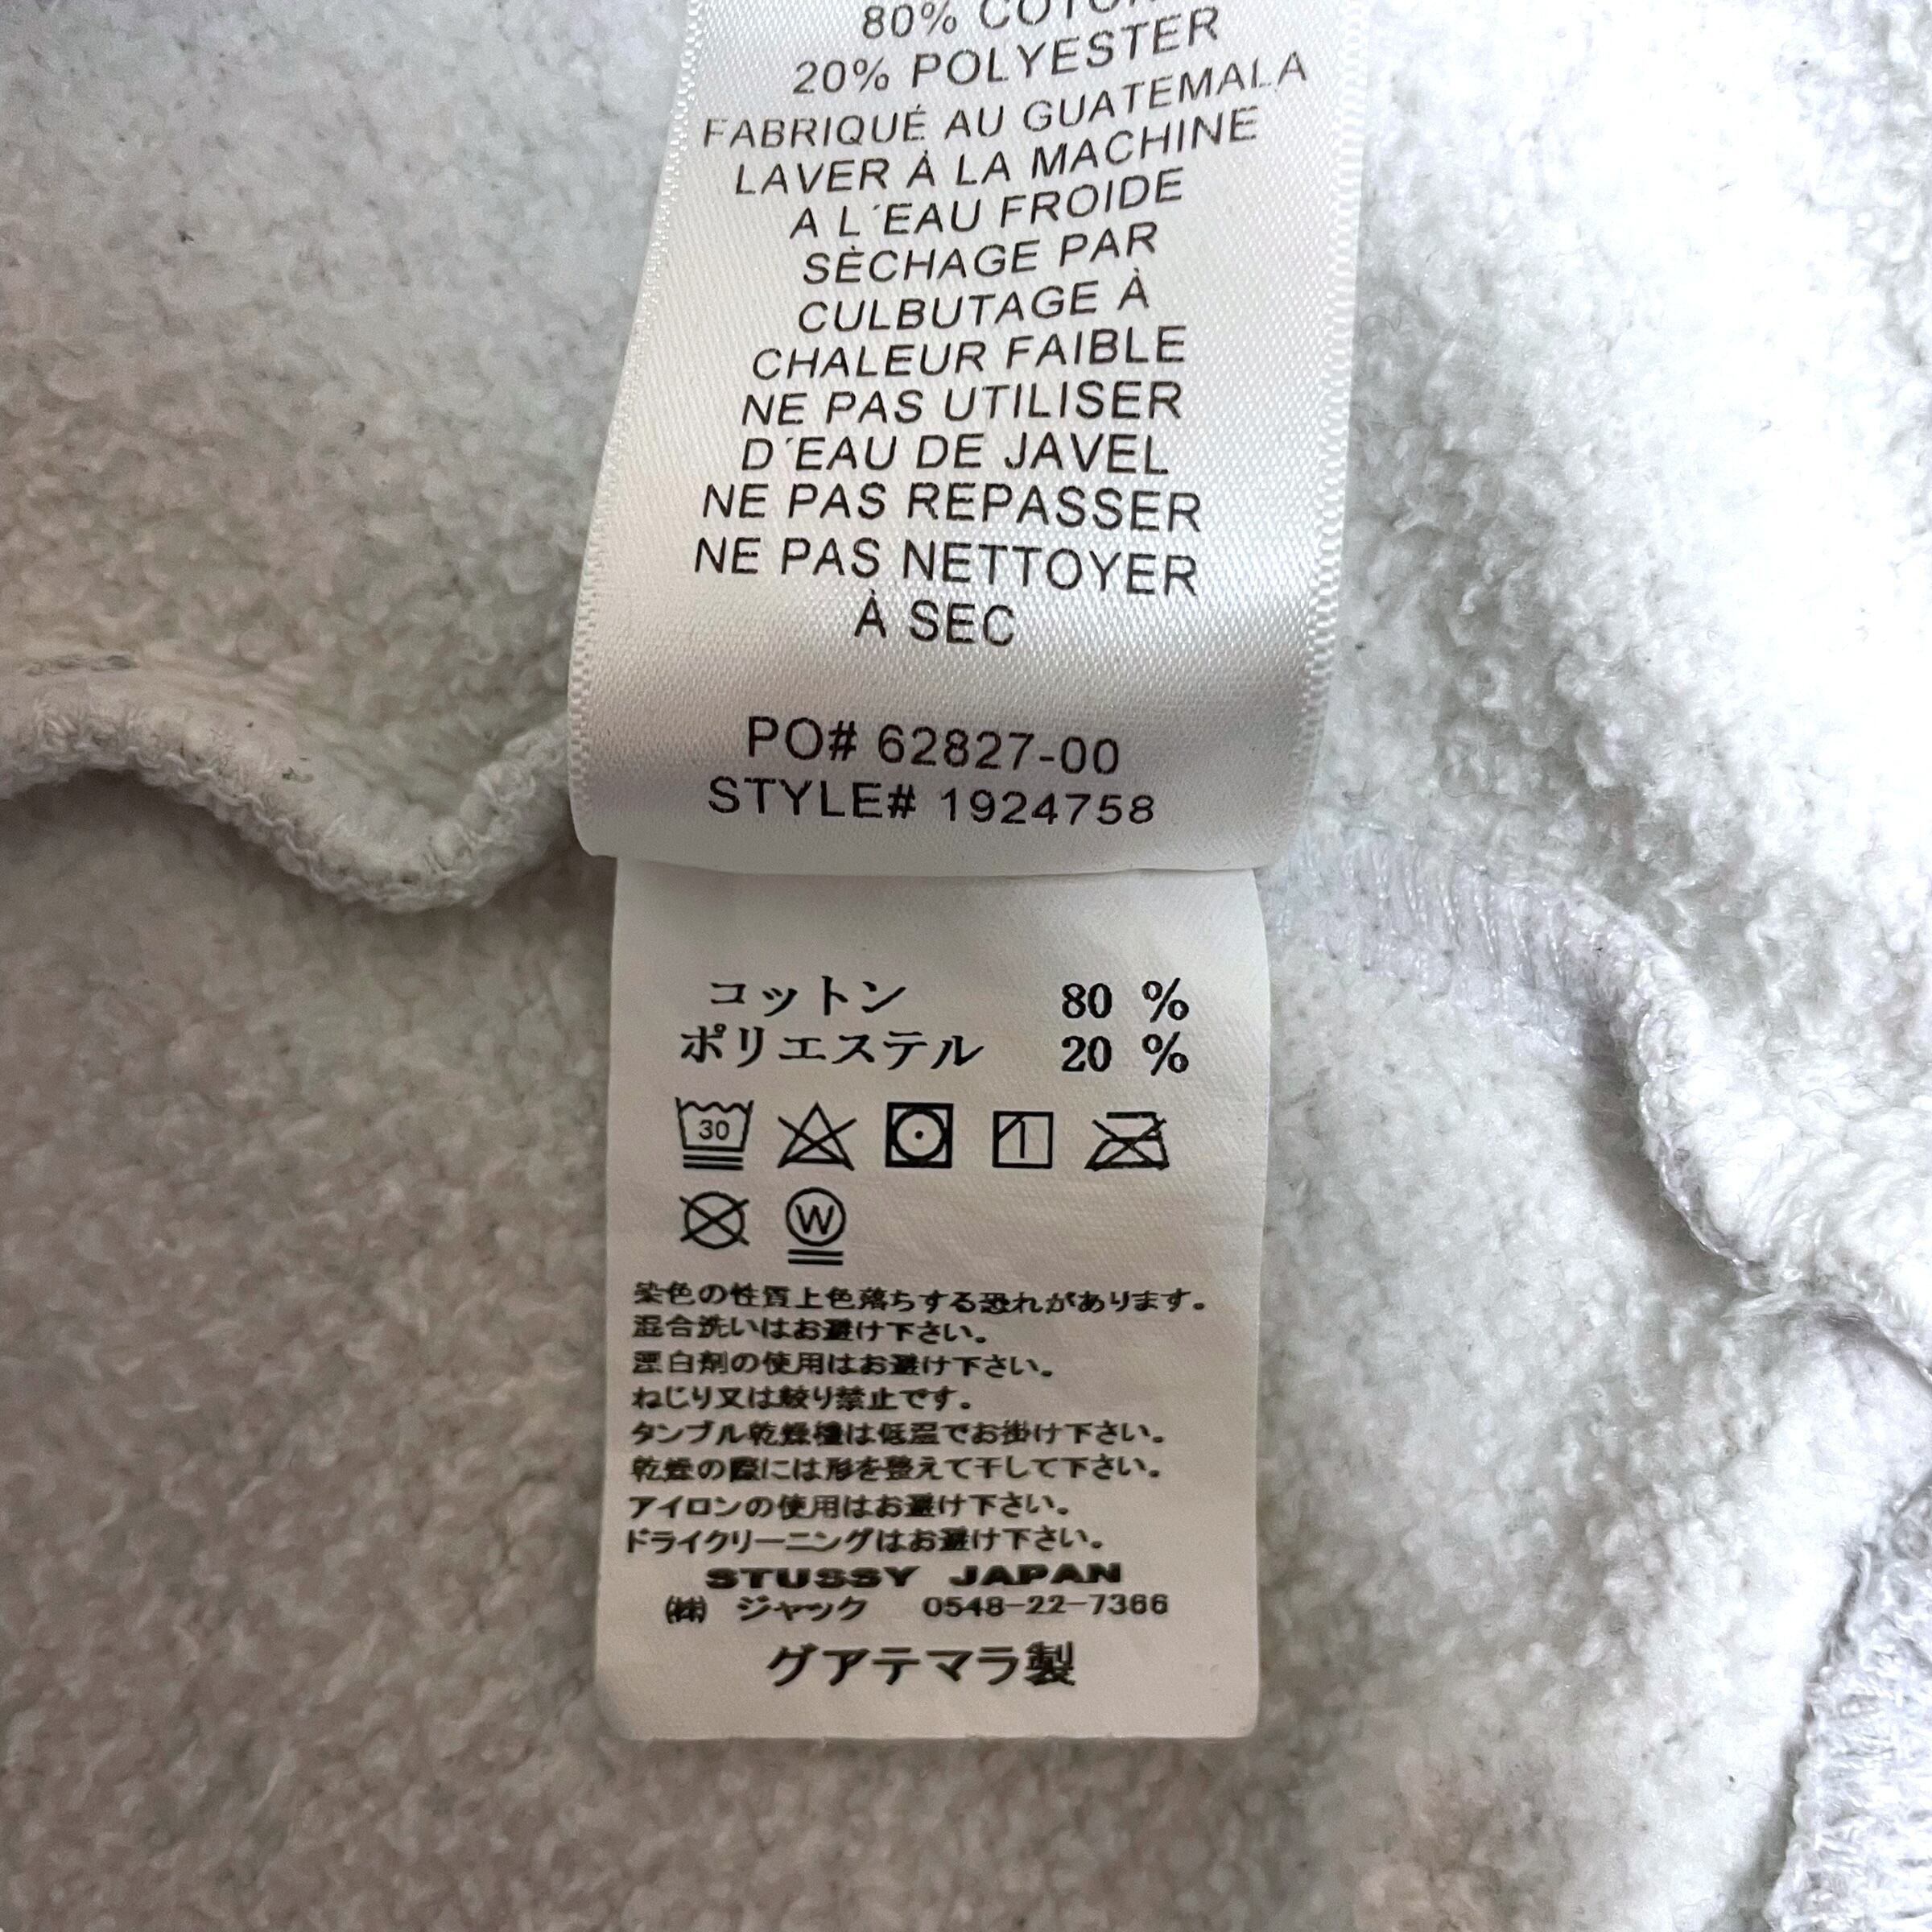 80% COTON
20% POLYESTER
FABRIQUÉ AU GUATEMALA
LAVER À LA MACHINE
A L´EAU FROIDE
SÈCHAGE PAR
CULBUTAGE À
CHALEUR FAIBLE
NE PAS UTILISER
D´EAU DE JAVEL
NE PAS REPASSER
NE PAS NETTOYER
À SEC
PO# 62827-00
STYLE# 1924758
コットン 80 %
ポリエステル 20 %
30
W
染色の性質上色落ちする恐れがあります。
混合洗いはお避け下さい。
漂白剤の使用はお避け下さい。
ねじり又は絞り禁止です。
タンブル乾燥機は低温でお掛け下さい。
乾燥の際には形を整えて干して下さい。
アイロンの使用はお避け下さい。
ドライクリーニングはお避け下さい。
STUSSY JAPAN
㈱ ジャック 0548-22-7366
グアテマラ製